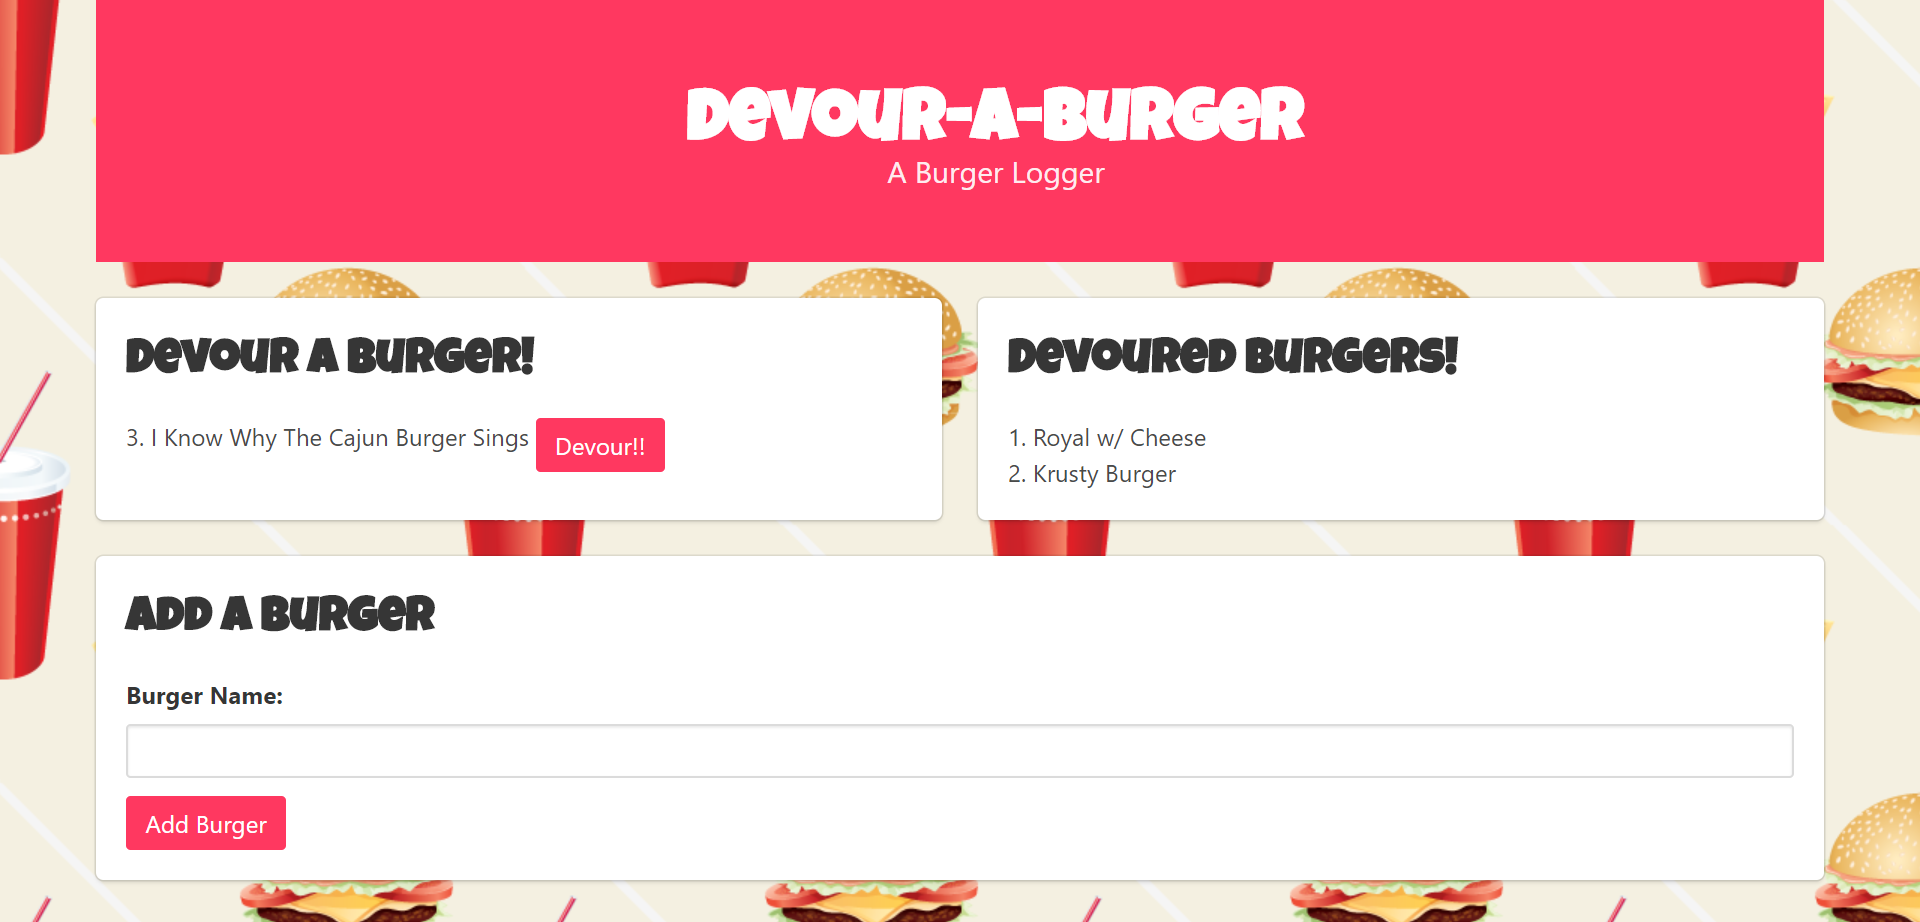 Devour-A-Burger
A Burger Logger
Devour A Burger!
3. I Know Why The Cajun Burger Sings Devour!!
Devoured Burgers!
1. Royal w/ Cheese
2. Krusty Burger
Add A Burger
Burger Name:
Add Burger